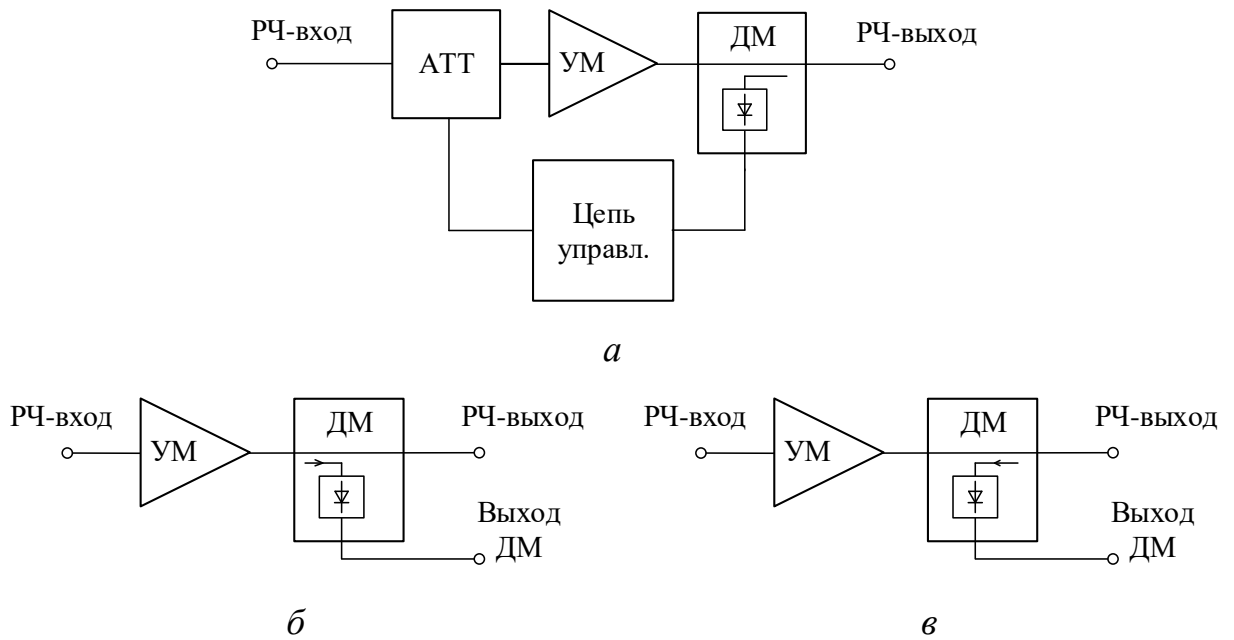 РЧ-вход
АТТ
УМ
ДМ
РЧ-выход
Цепь
управл.
а
РЧ-вход
УМ
ДМ
РЧ-выход
Выход
ДМ
б
РЧ-вход
УМ
ДМ
РЧ-выход
Выход
ДМ
в